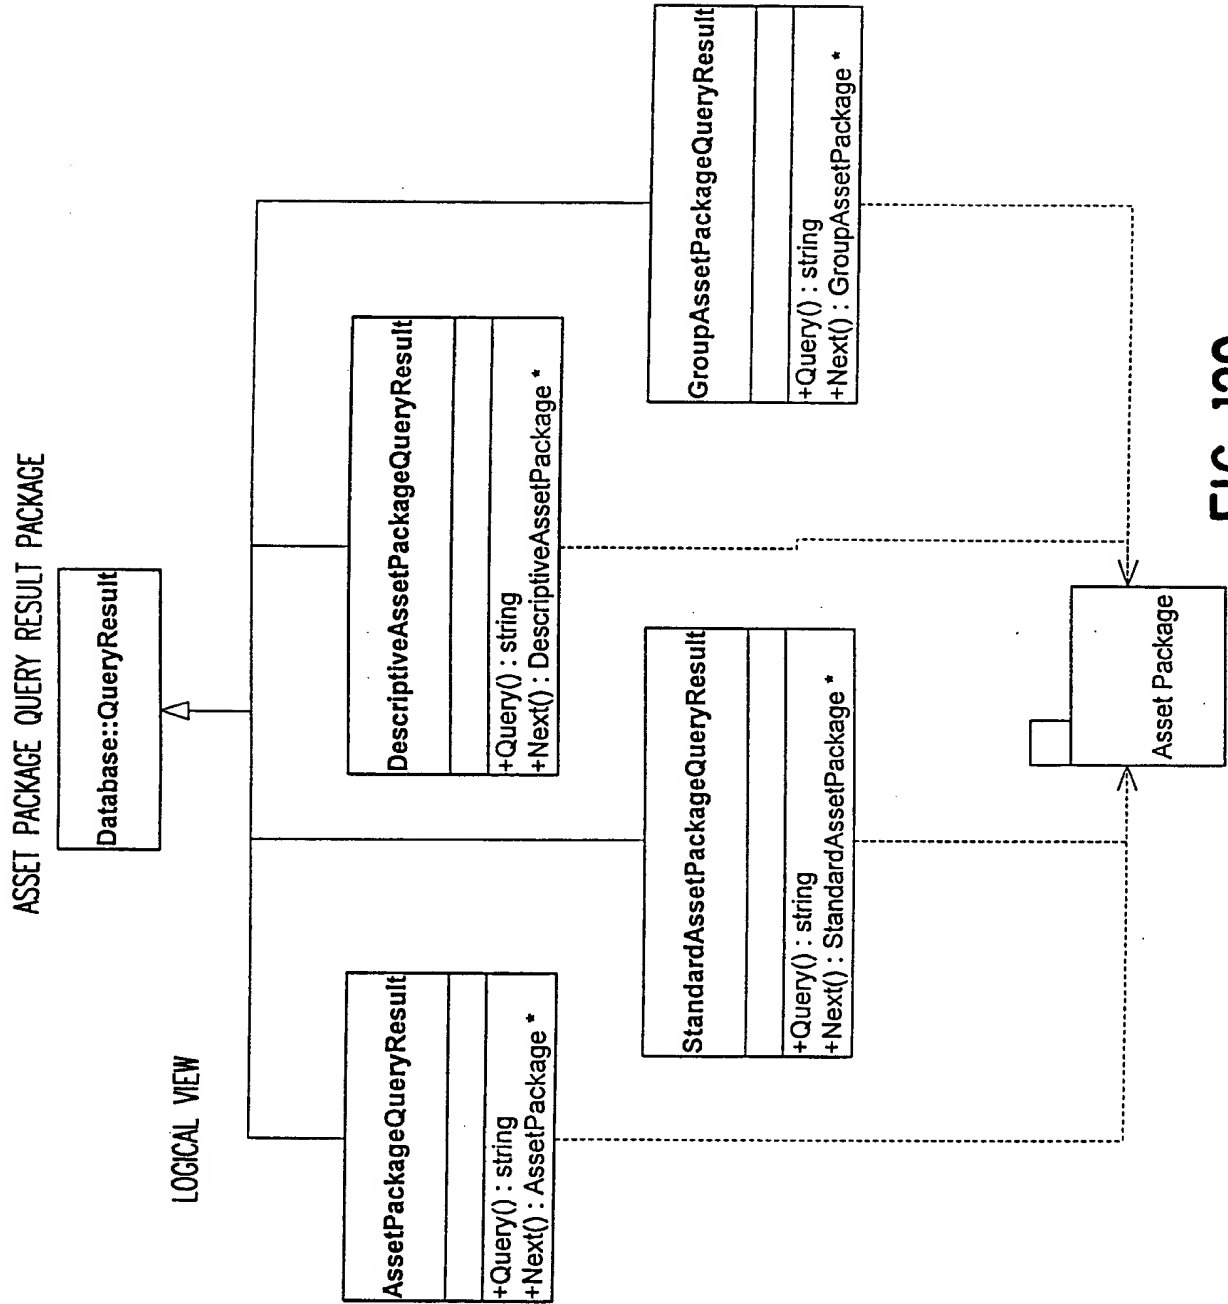 ASSET PACKAGE QUERY RESULT PACKAGE
LOGICAL VIEW
Database::QueryResult
AssetPackageQueryResult
+Query() : string
+Next() : AssetPackage *
DescriptiveAssetPackageQueryResult
+Query() : string
+Next() : DescriptiveAssetPackage *
StandardAssetPackageQueryResult
+Query() : string
+Next() : StandardAssetPackage *
GroupAssetPackageQueryResult
+Query() : string
+Next() : GroupAssetPackage *
Asset Package
FIG.